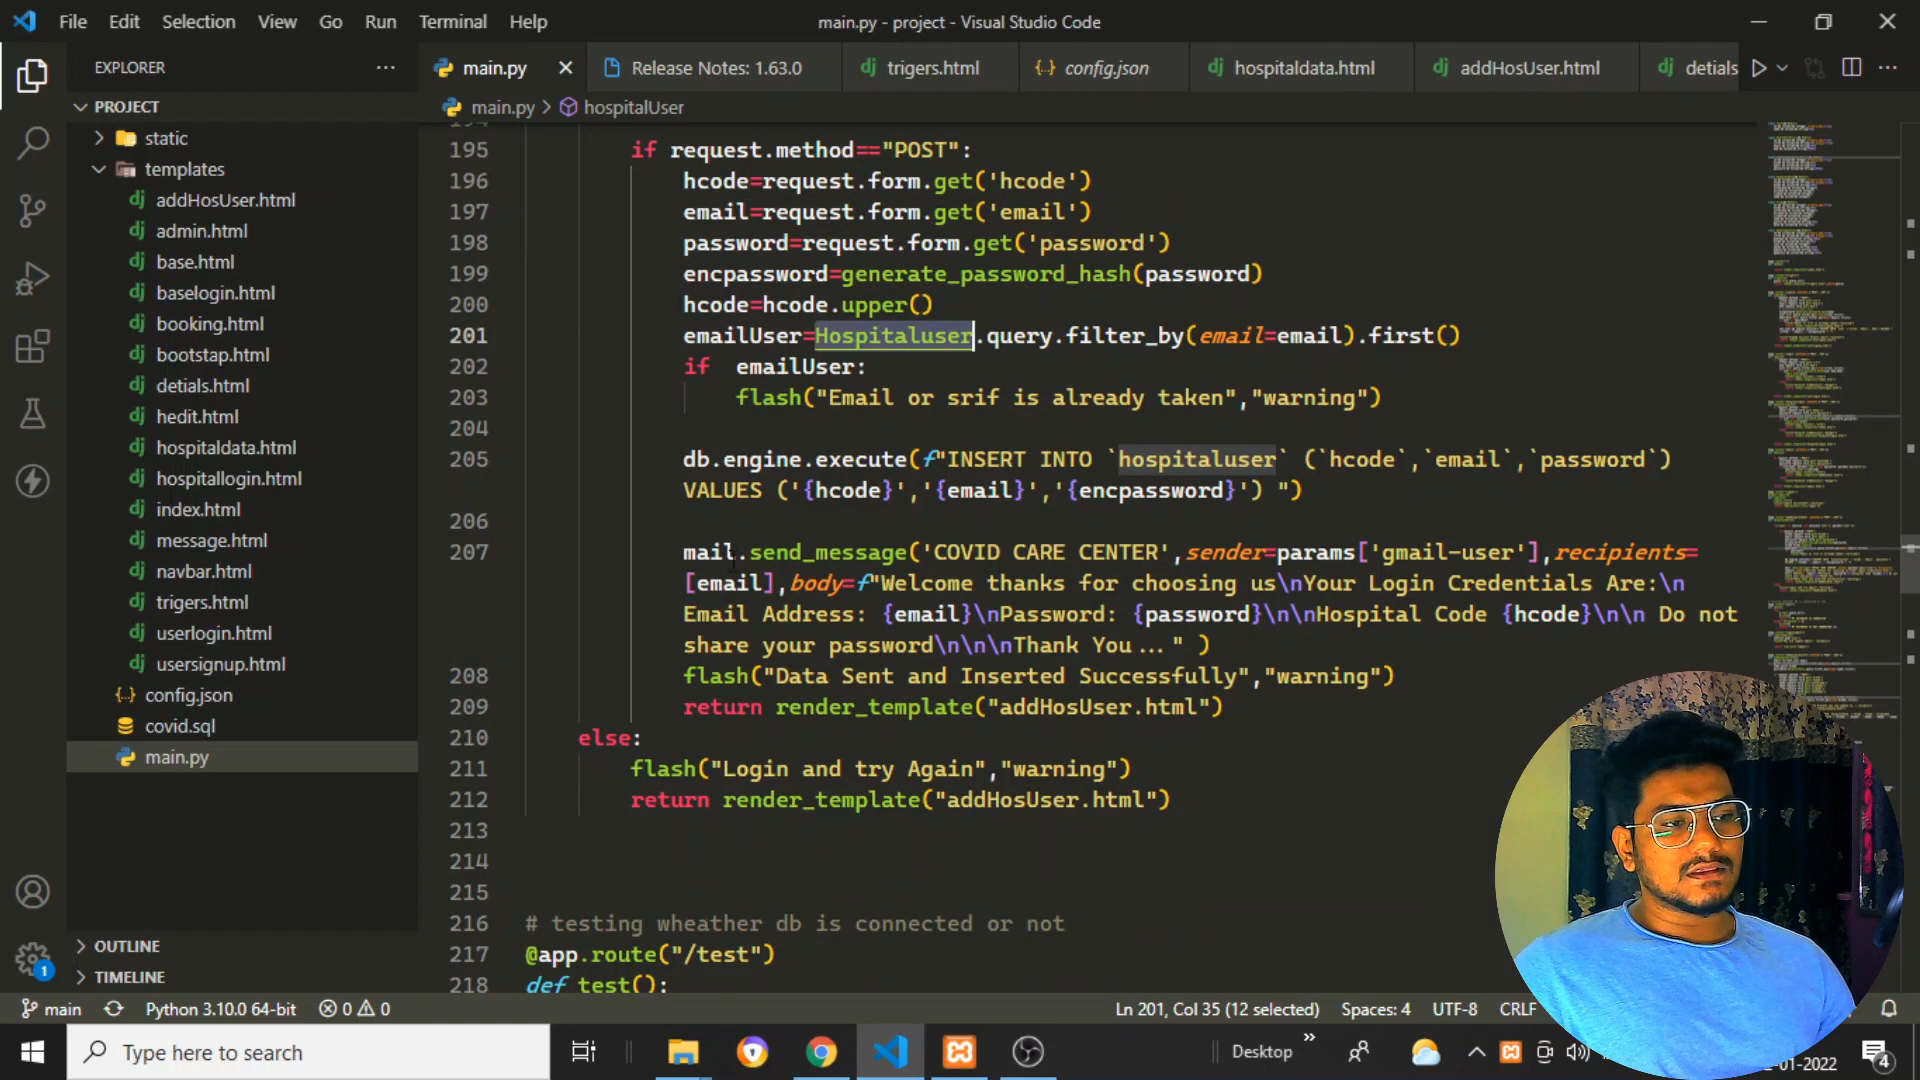 File Edit Selection View Go Run Terminal Help
main.py - project - Visual Studio Code
EXPLORER
main.py
Release Notes: 1.63.0
trigers.html
config.json
hospitaldata.html
addHosUser.html
detials
main.py > hospitalUser
PROJECT
static
templates
addHosUser.html
admin.html
base.html
baselogin.html
booking.html
bootstap.html
detials.html
hedit.html
hospitaldata.html
hospitallogin.html
index.html
message.html
navbar.html
trigers.html
userlogin.html
usersignup.html
config.json
covid.sql
main.py
OUTLINE
TIMELINE
194
195 if request.method=="POST":
196 hcode=request.form.get('hcode')
197 email=request.form.get('email')
198 password=request.form.get('password')
199 encpassword=generate_password_hash(password)
200 hcode=hcode.upper()
201 emailUser=Hospitaluser.query.filter_by(email=email).first()
202 if emailUser:
203 flash("Email or srif is already taken","warning")
204
205 db.engine.execute(f"INSERT INTO `hospitaluser` (`hcode`,`email`,`password`)
VALUES ('{hcode}','{email}','{encpassword}') ")
206
207 mail.send_message('COVID CARE CENTER',sender=params['gmail-user'],recipients=
[email],body=f"Welcome thanks for choosing us\nYour Login Credentials Are:\n
Email Address: {email}\nPassword: {password}\n\nHospital Code {hcode}\n\n Do not
share your password\n\n\nThank You..." )
208 flash("Data Sent and Inserted Successfully","warning")
209 return render_template("addHosUser.html")
210 else:
211 flash("Login and try Again","warning")
212 return render_template("addHosUser.html")
213
214
215
216 # testing wheather db is connected or not
217 @app.route("/test")
218 def test():
1
main
Python 3.10.0 64-bit
0
0
Ln 201, Col 35 (12 selected)
Spaces: 4
UTF-8
CRLF
Type here to search
Desktop
-01-2022
4